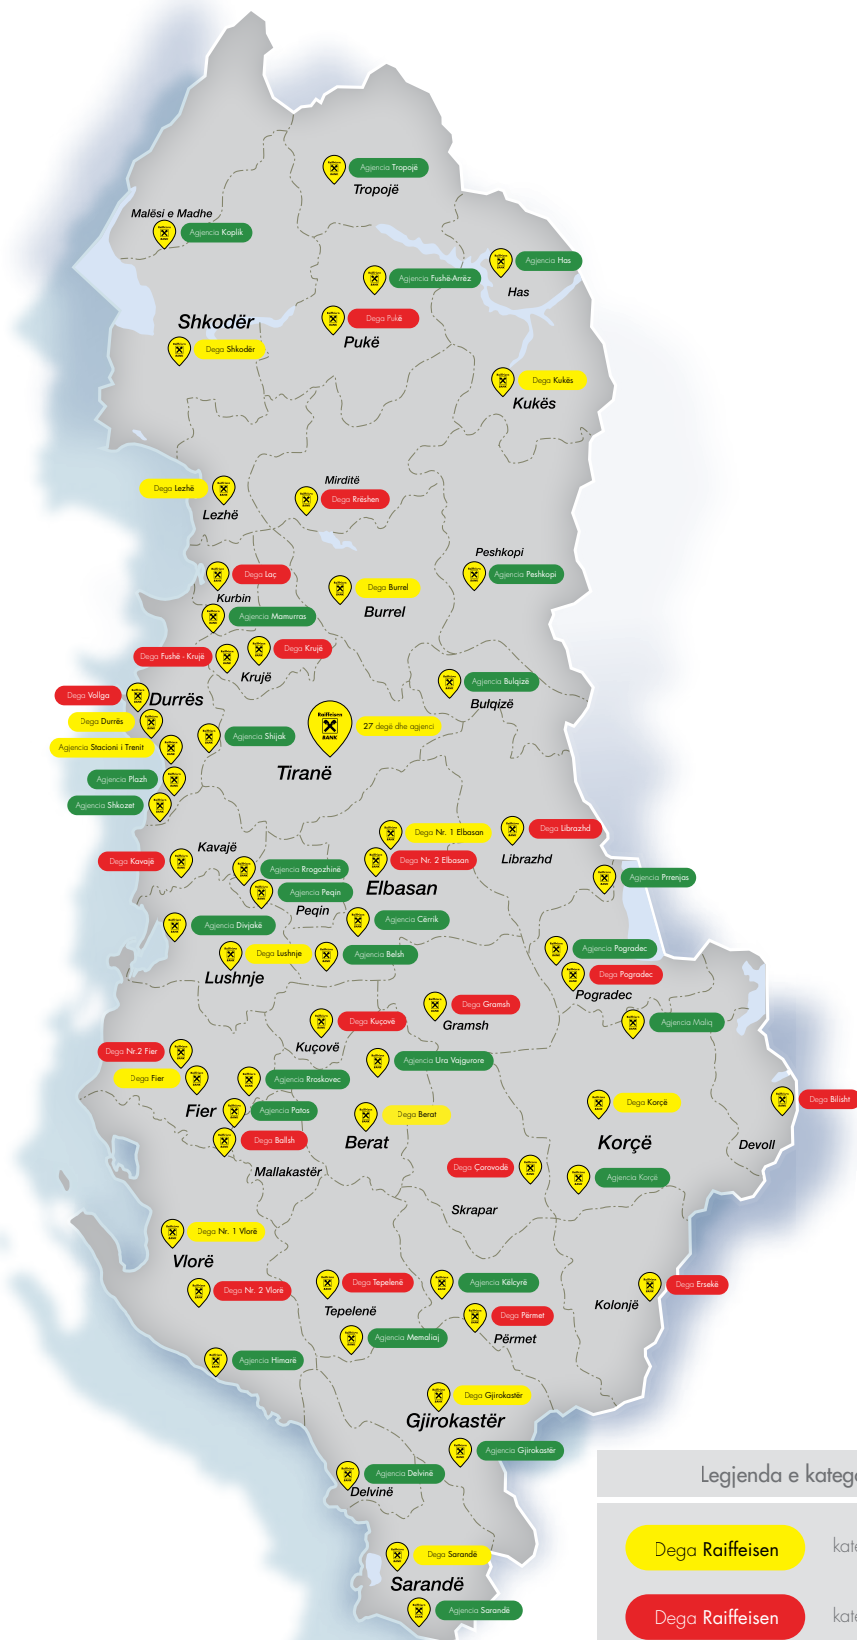 Agjencia Tropojë
Tropojë
Malësi e Madhe
Agjencia Koplik
Agjencia Has
Has
Agjencia Fushë-Arrëz
Shkodër
Dega Pukë
Pukë
Dega Shkodër
Dega Kukës
Kukës
Dega Lezhë
Lezhë
Mirditë
Dega Rrëshen
Peshkopi
Agjencia Peshkopi
Dega Laç
Kurbin
Dega Burrel
Burrel
Agjencia Mamurras
Dega Fushë - Krujë
Dega Krujë
Krujë
Agjencia Bulqizë
Bulqizë
Dega Vollga
Durrës
Dega Durrës
Agjencia Stacioni i Trenit
Agjencia Shijak
Raiffeisen
BANK
27 degë dhe agjenci
Tiranë
Agjencia Plazh
Agjencia Shkozet
Dega Nr. 1 Elbasan
Dega Librazhd
Librazhd
Kavajë
Dega Kavajë
Dega Nr. 2 Elbasan
Elbasan
Agjencia Rrogozhinë
Agjencia Prrenjas
Agjencia Peqin
Peqin
Agjencia Cërrik
Agjencia Divjakë
Dega Lushnje
Lushnje
Agjencia Belsh
Agjencia Pogradec
Dega Pogradec
Pogradec
Dega Gramsh
Gramsh
Agjencia Maliq
Dega Kuçovë
Kuçovë
Dega Nr.2 Fier
Agjencia Ura Vajgurore
Dega Fier
Agjencia Rroskovec
Fier
Agjencia Patos
Dega Berat
Berat
Dega Korçë
Korçë
Dega Bilisht
Devoll
Dega Ballsh
Mallakastër
Dega Çorovodë
Agjencia Korçë
Skrapar
Dega Nr. 1 Vlorë
Vlorë
Dega Nr. 2 Vlorë
Dega Tepelenë
Tepelenë
Agjencia Këlcyrë
Dega Ersekë
Kolonjë
Dega Përmet
Përmet
Agjencia Memaliaj
Agjencia Himarë
Dega Gjirokastër
Gjirokastër
Agjencia Gjirokastër
Agjencia Delvinë
Delvinë
Legjenda e katego
Dega Raiffeisen kate
Dega Sarandë
Sarandë
Agjencia Sarandë
Dega Raiffeisen kate